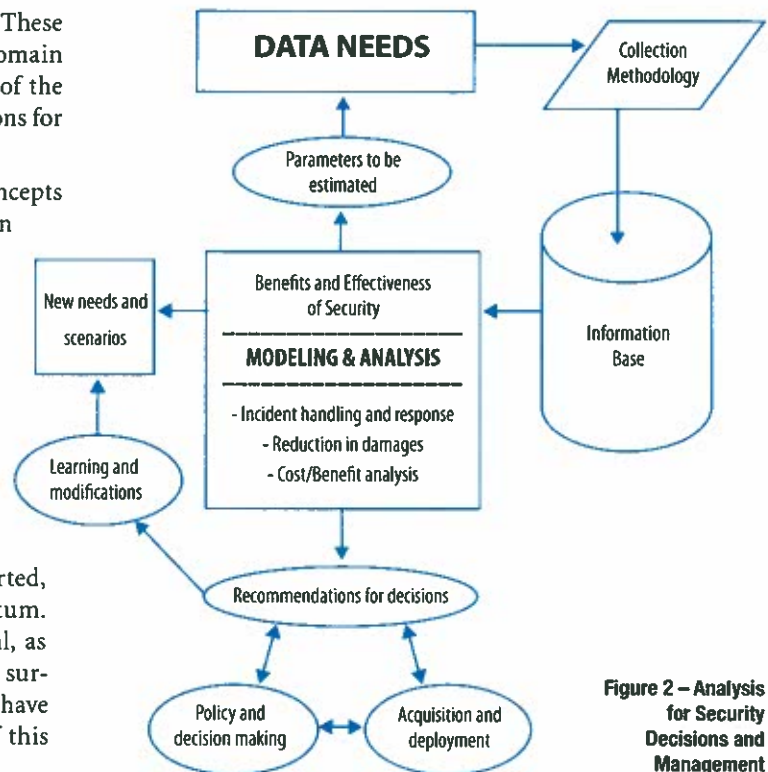 These
omain
of the
ons for
ncepts
n
rted,
tum.
l, as
sur-
have
f this
DATA NEEDS
Collection
Methodology
Parameters to be
estimated
New needs and
scenarios
Benefits and Effectiveness
of Security
MODELING & ANALYSIS
- Incident handling and response
- Reduction in damages
- Cost/Benefit analysis
Information
Base
Learning and
modifications
Recommendations for decisions
Policy and
decision making
Acquisition and
deployment
Figure 2 – Analysis
for Security
Decisions and
Management